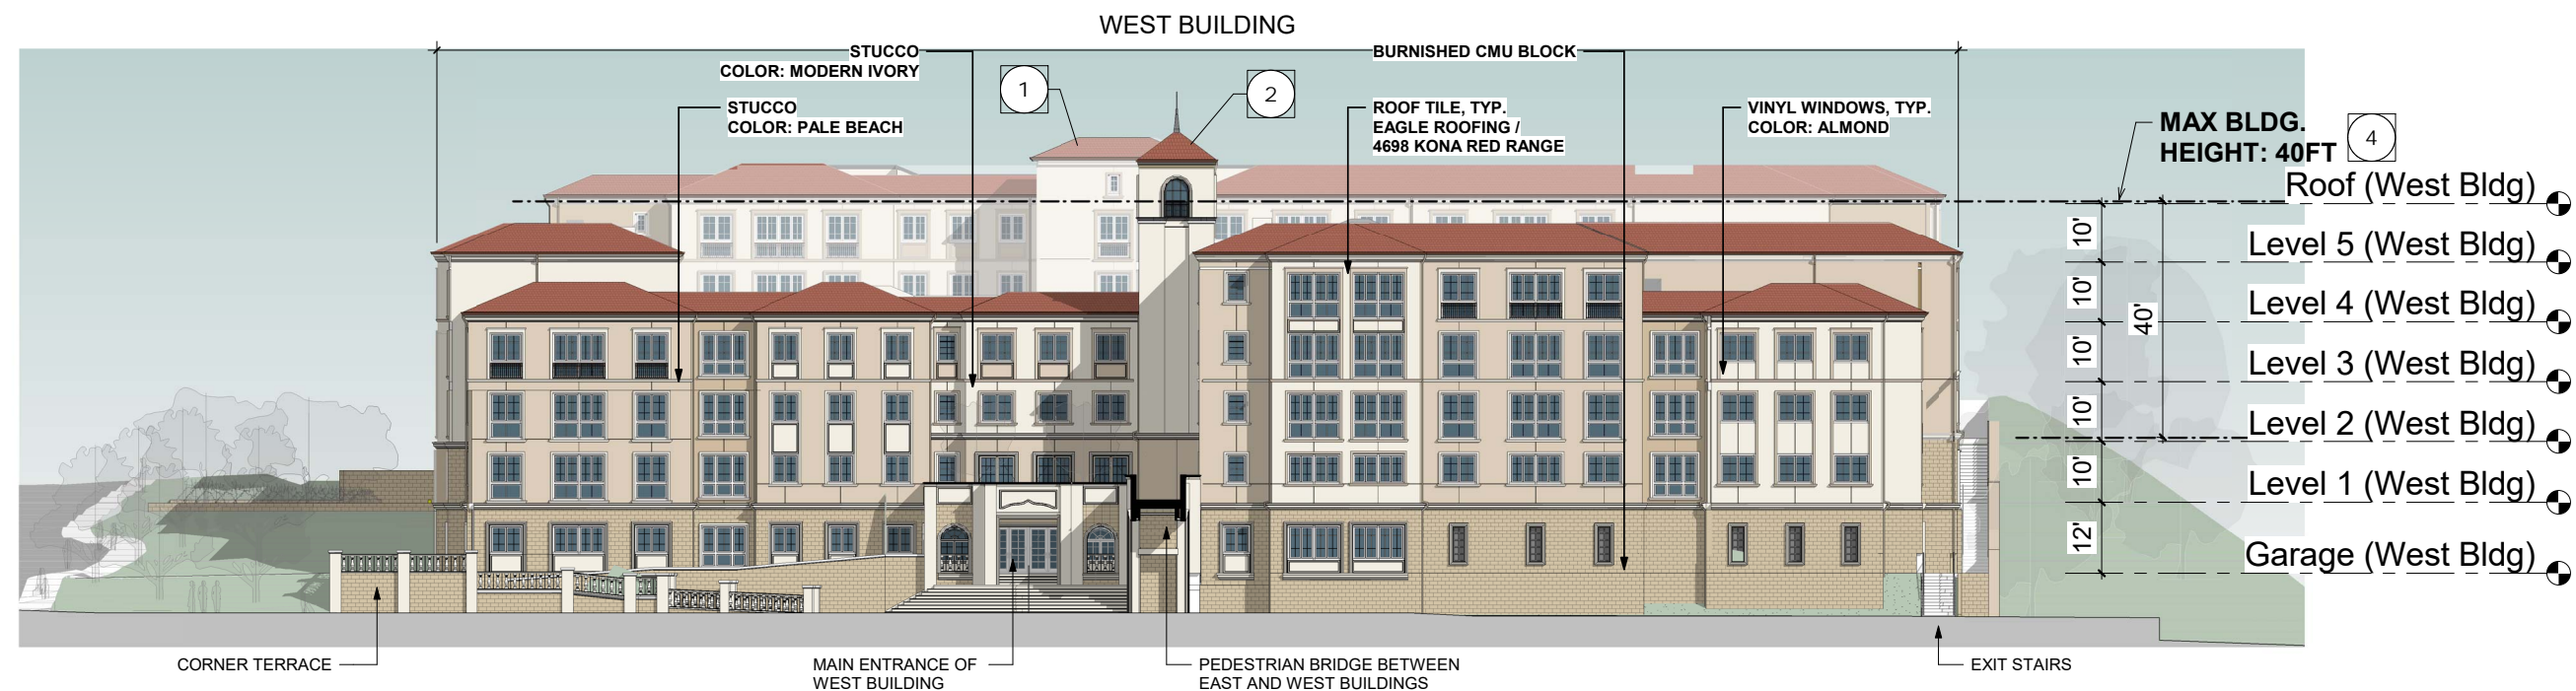 WEST BUILDING
STUCCO
COLOR: MODERN IVORY
STUCCO
COLOR: PALE BEACH
1
2
BURNISHED CMU BLOCK
ROOF TILE, TYP.
EAGLE ROOFING /
4698 KONA RED RANGE
VINYL WINDOWS, TYP.
COLOR: ALMOND
MAX BLDG.
HEIGHT: 40FT
4
Roof (West Bldg)
10'
Level 5 (West Bldg)
10'
Level 4 (West Bldg)
40'
10'
Level 3 (West Bldg)
10'
Level 2 (West Bldg)
10'
Level 1 (West Bldg)
12'
Garage (West Bldg)
CORNER TERRACE
MAIN ENTRANCE OF
WEST BUILDING
PEDESTRIAN BRIDGE BETWEEN
EAST AND WEST BUILDINGS
EXIT STAIRS